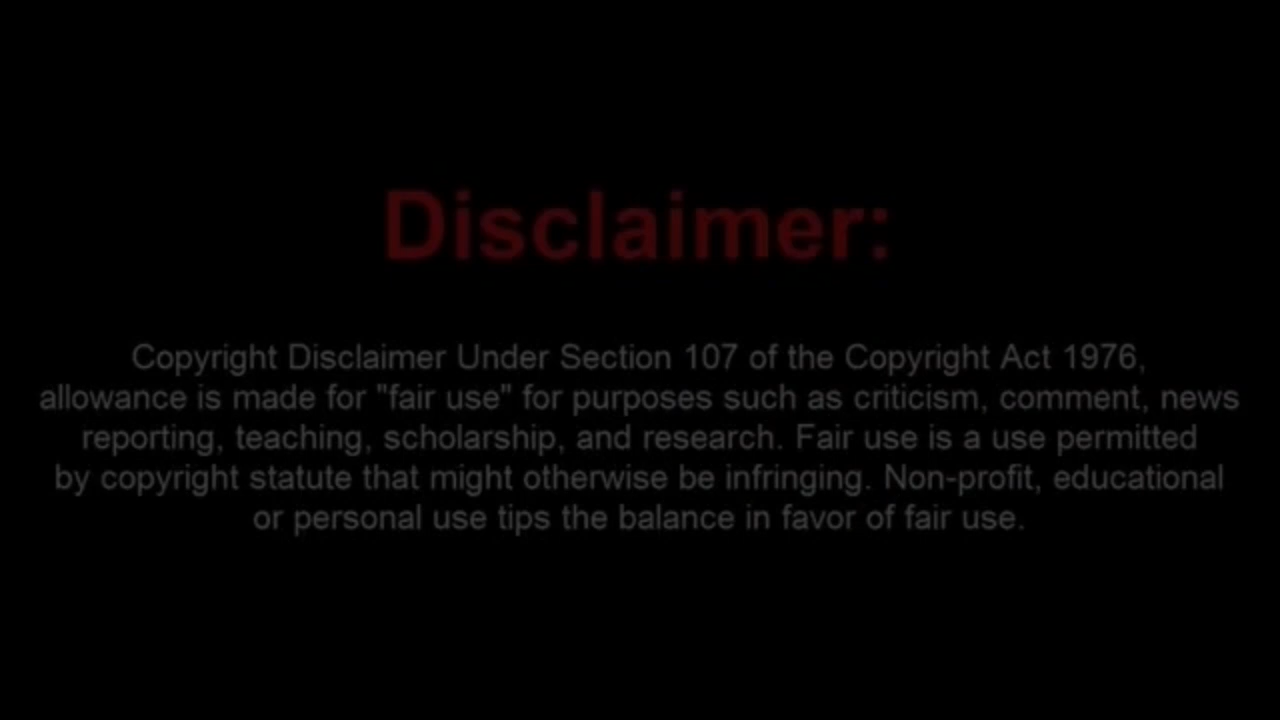 Disclaimer:
Copyright Disclaimer Under Section 107 of the Copyright Act 1976,
allowance is made for "fair use" for purposes such as criticism, comment, news
reporting, teaching, scholarship, and research. Fair use is a use permitted
by copyright statute that might otherwise be infringing. Non-profit, educational
or personal use tips the balance in favor of fair use.